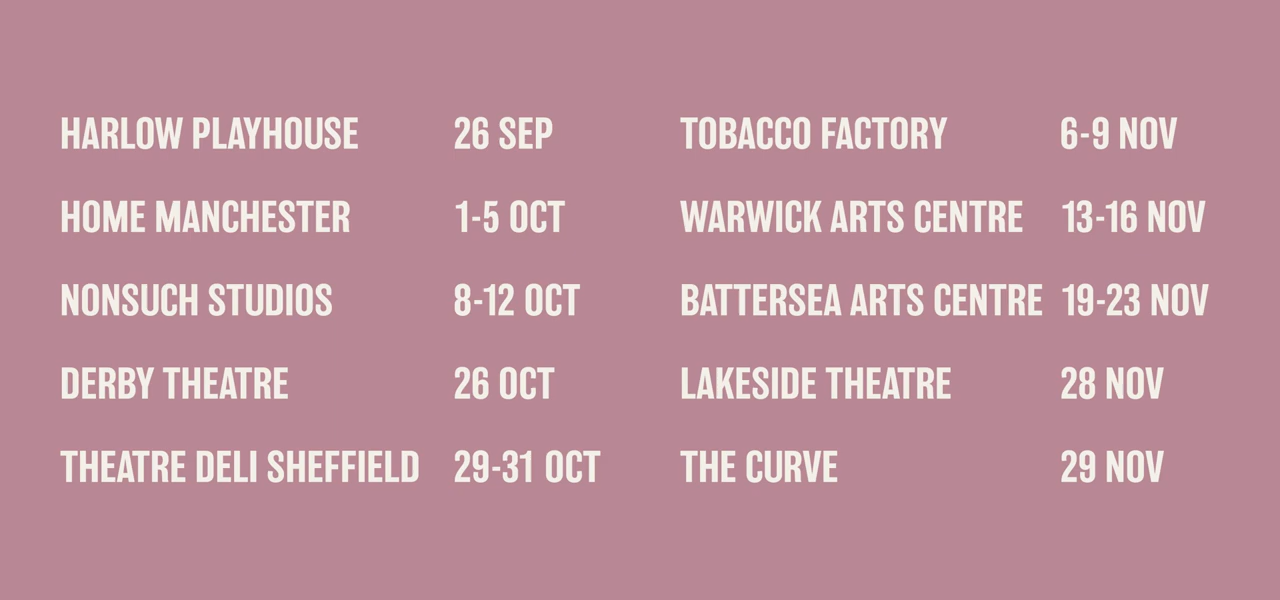 HARLOW PLAYHOUSE 26 SEP
HOME MANCHESTER 1-5 OCT
NONSUCH STUDIOS 8-12 OCT
DERBY THEATRE 26 OCT
THEATRE DELI SHEFFIELD 29-31 OCT
TOBACCO FACTORY 6-9 NOV
WARWICK ARTS CENTRE 13-16 NOV
BATTERSEA ARTS CENTRE 19-23 NOV
LAKESIDE THEATRE 28 NOV
THE CURVE 29 NOV